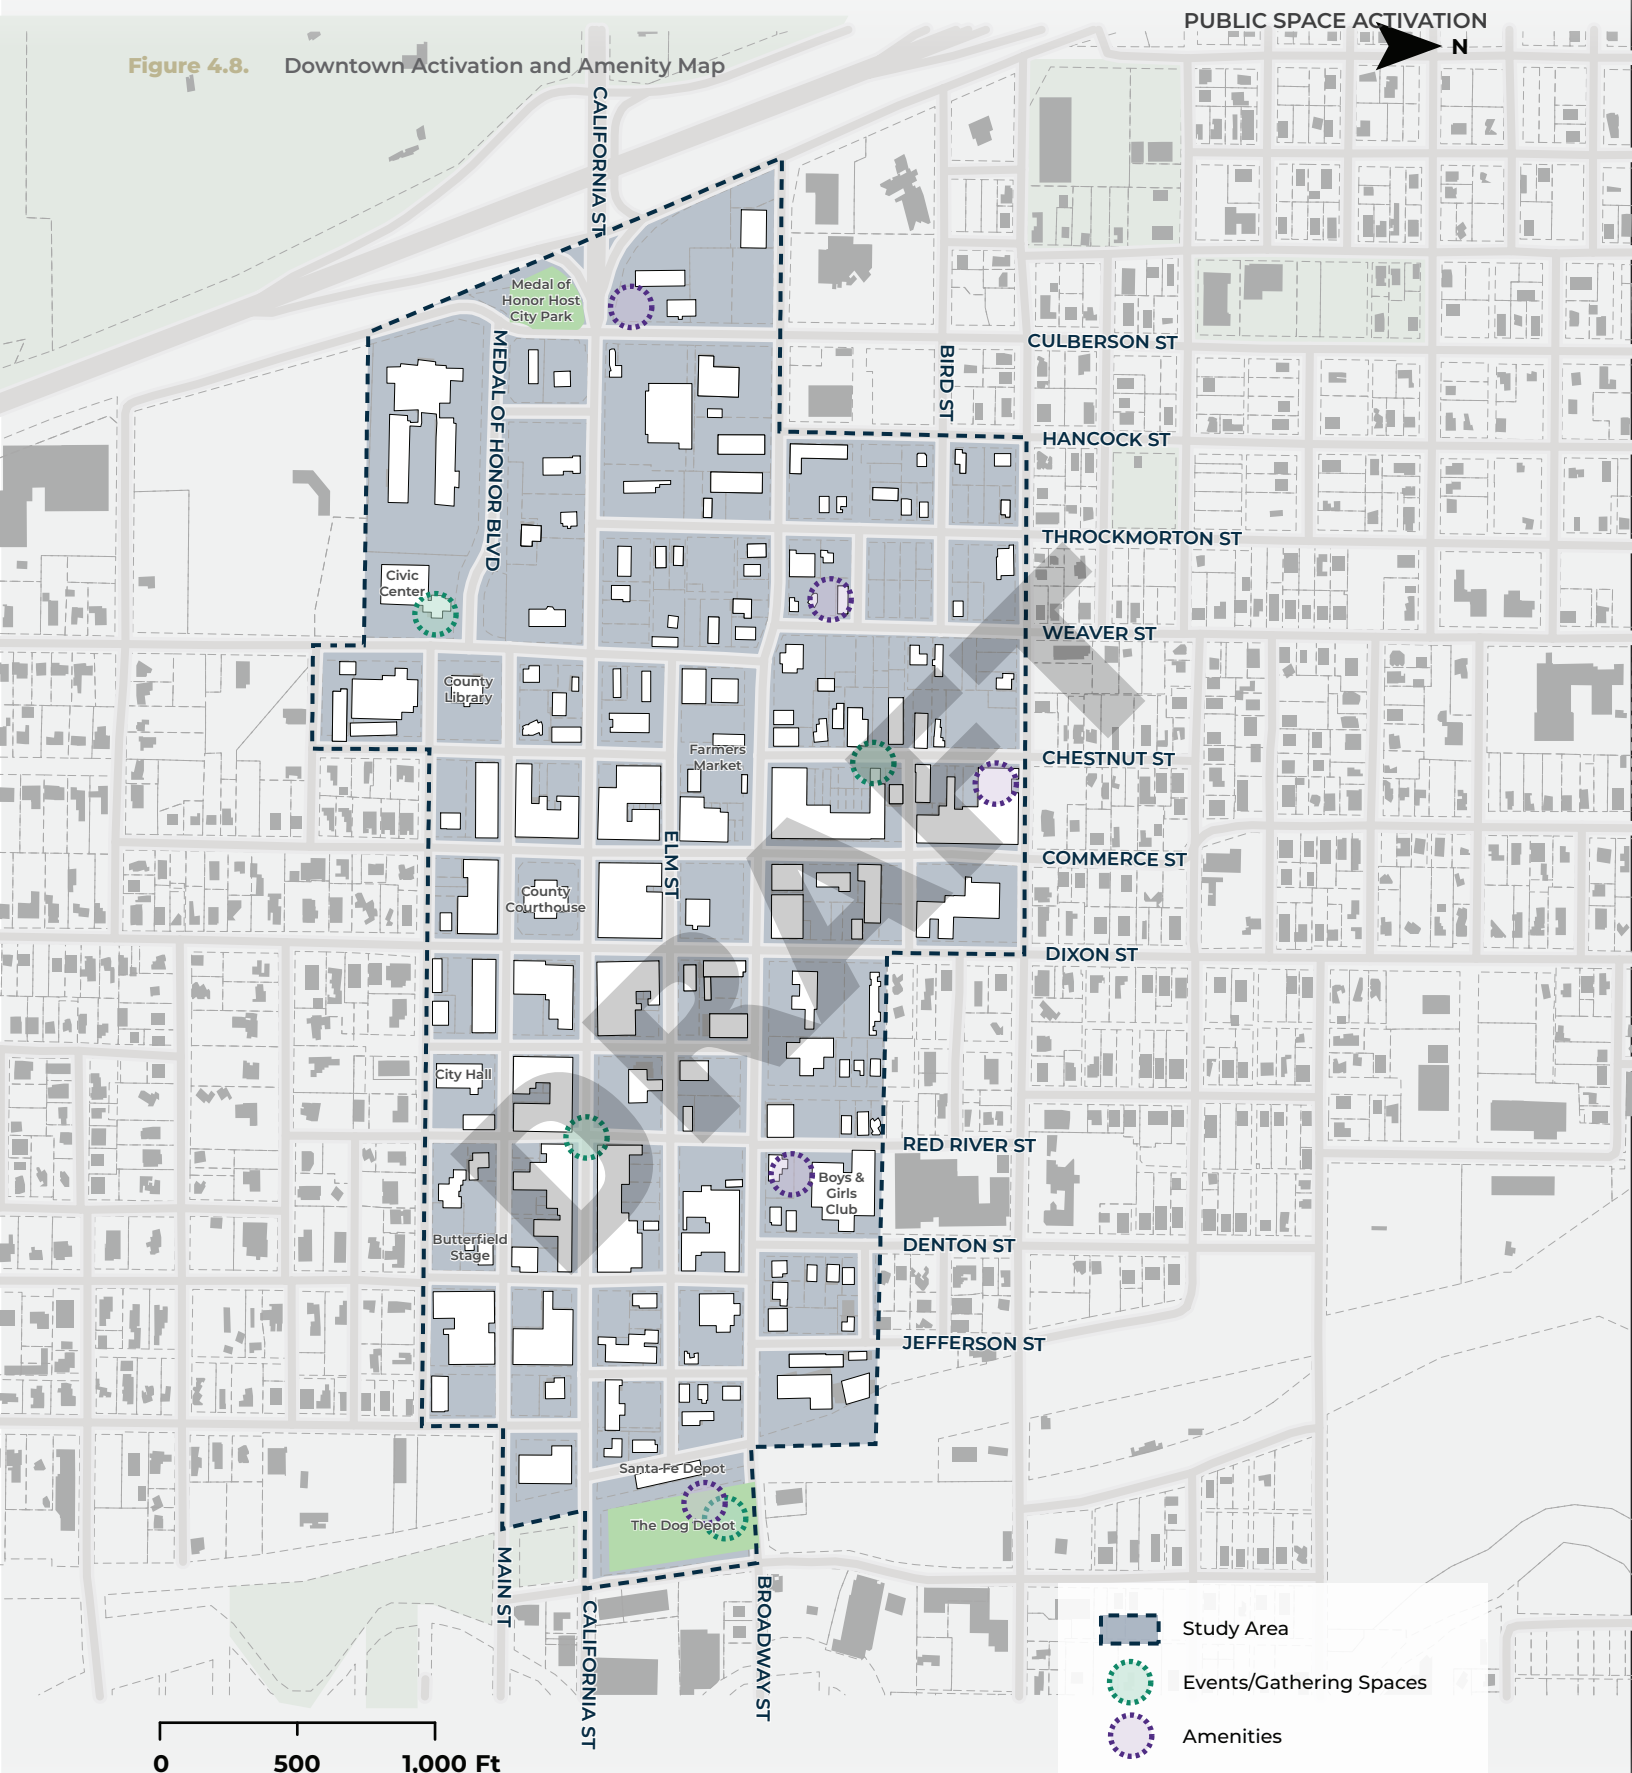 PUBLIC SPACE ACTIVATION
N
Figure 4.8. Downtown Activation and Amenity Map
CALIFORNIA ST
Medal of
Honor Host
City Park
MEDAL OF HONOR BLVD
CULBERSON ST
BIRD ST
HANCOCK ST
THROCKMORTON ST
Civic
Center
WEAVER ST
County
Library
Farmers
Market
CHESTNUT ST
ELM ST
COMMERCE ST
County
Courthouse
DIXON ST
DRAFT
City Hall
RED RIVER ST
Boys &
Girls
Club
Butterfield
Stage
DENTON ST
JEFFERSON ST
Santa Fe Depot
The Dog Depot
MAIN ST
CALIFORNIA ST
BROADWAY ST
Study Area
Events/Gathering Spaces
Amenities
0 500 1,000 Ft